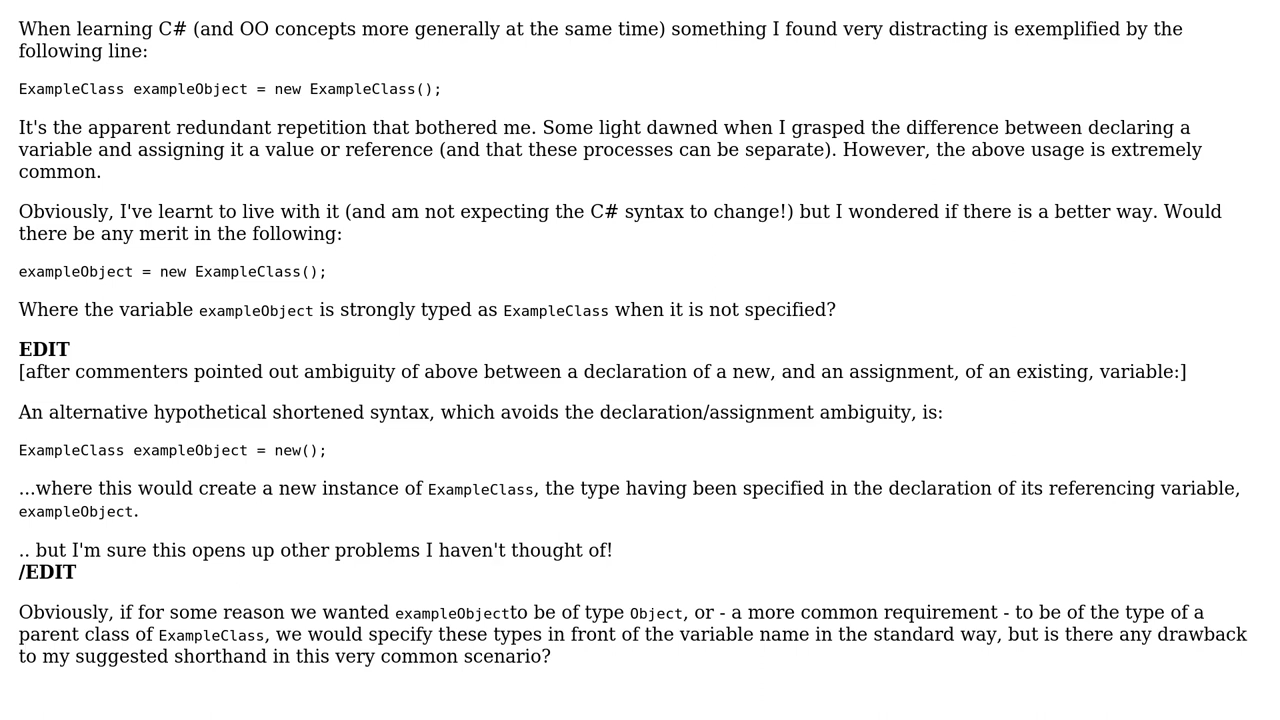 When learning C# (and OO concepts more generally at the same time) something I found very distracting is exemplified by the
following line:
ExampleClass exampleObject = new ExampleClass();
It's the apparent redundant repetition that bothered me. Some light dawned when I grasped the difference between declaring a
variable and assigning it a value or reference (and that these processes can be separate). However, the above usage is extremely
common.
Obviously, I've learnt to live with it (and am not expecting the C# syntax to change!) but I wondered if there is a better way. Would
there be any merit in the following:
exampleObject = new ExampleClass();
Where the variable exampleObject is strongly typed as ExampleClass when it is not specified?
EDIT
[after commenters pointed out ambiguity of above between a declaration of a new, and an assignment, of an existing, variable:]
An alternative hypothetical shortened syntax, which avoids the declaration/assignment ambiguity, is:
ExampleClass exampleObject = new();
...where this would create a new instance of ExampleClass, the type having been specified in the declaration of its referencing variable,
exampleObject.
.. but I'm sure this opens up other problems I haven't thought of!
/EDIT
Obviously, if for some reason we wanted exampleObjectto be of type Object, or - a more common requirement - to be of the type of a
parent class of ExampleClass, we would specify these types in front of the variable name in the standard way, but is there any drawback
to my suggested shorthand in this very common scenario?